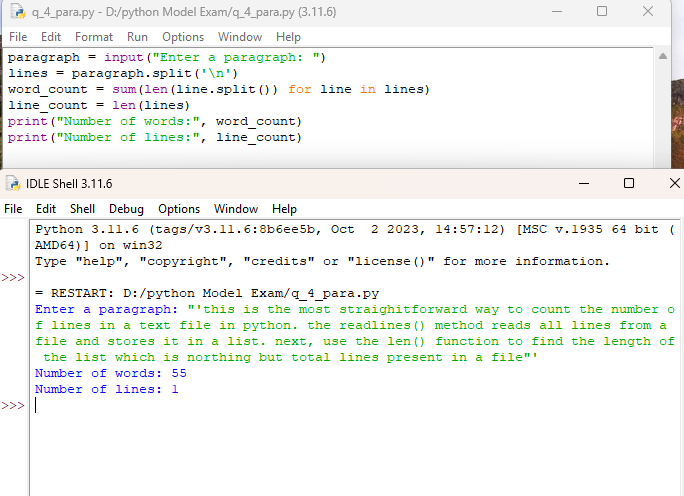 q_4_para.py - D:/python Model Exam/q_4_para.py (3.11.6)
File Edit Format Run Options Window Help
paragraph = input("Enter a paragraph: ")
lines = paragraph.split('\n')
word_count = sum(len(line.split()) for line in lines)
line_count = len(lines)
print("Number of words:", word_count)
print("Number of lines:", line_count)
IDLE Shell 3.11.6
File Edit Shell Debug Options Window Help
Python 3.11.6 (tags/v3.11.6:8b6ee5b, Oct  2 2023, 14:57:12) [MSC v.1935 64 bit (
AMD64)] on win32
Type "help", "copyright", "credits" or "license()" for more information.
>>>
= RESTART: D:/python Model Exam/q_4_para.py
Enter a paragraph: "'this is the most straighitforward way to count the number o
f lines in a text file in python. the readlines() method reads all lines from a
file and stores it in a list. next, use the len() function to find the length of
the list which is northing but total lines present in a file"'
Number of words: 55
Number of lines: 1
>>>